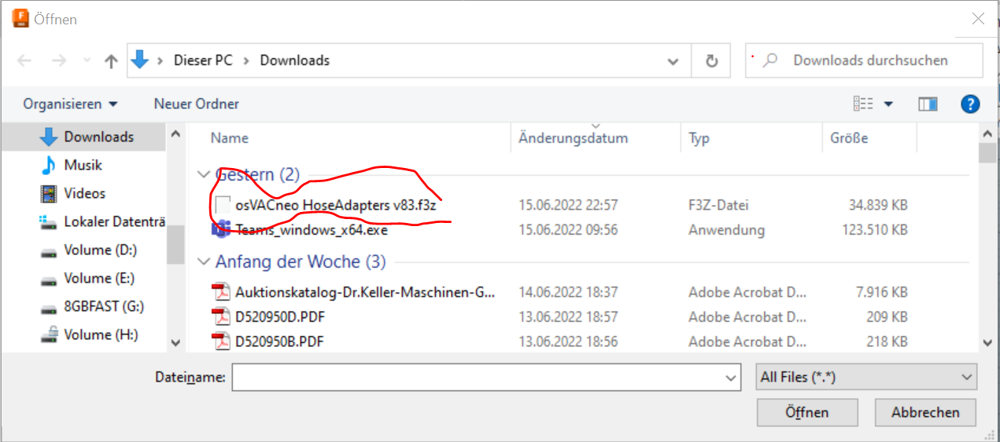 Öffnen
Dieser PC > Downloads
Downloads durchsuchen
Organisieren
Neuer Ordner
?
Downloads
Musik
Videos
Lokaler Datenträ
Volume (D:)
Volume (E:)
8GBFAST (G:)
Volume (H:)
Name Änderungsdatum Typ Größe
Gestern (2)
osVACneo HoseAdapters v83.f3z 15.06.2022 22:57 F3Z-Datei 34.839 KB
Teams_windows_x64.exe 15.06.2022 09:56 Anwendung 123.510 KB
Anfang der Woche (3)
Auktionskatalog-Dr.Keller-Maschinen-G... 14.06.2022 18:37 Adobe Acrobat D... 7.916 KB
D520950D.PDF 13.06.2022 18:57 Adobe Acrobat D... 209 KB
D520950B.PDF 13.06.2022 18:56 Adobe Acrobat D... 218 KB
Dateiname:
All Files (*.*)
Öffnen
Abbrechen